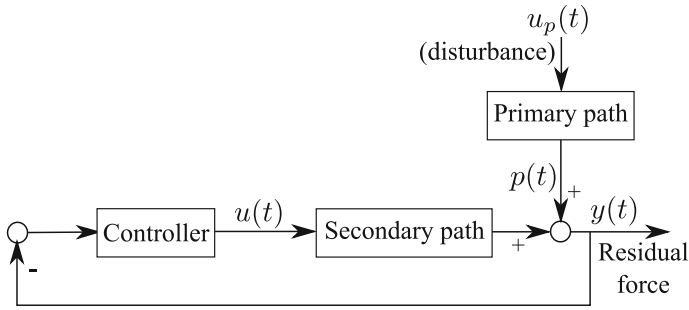 u_p(t)
(disturbance)
Primary path
p(t)
+
Controller
u(t)
Secondary path
+
y(t)
Residual
force
-